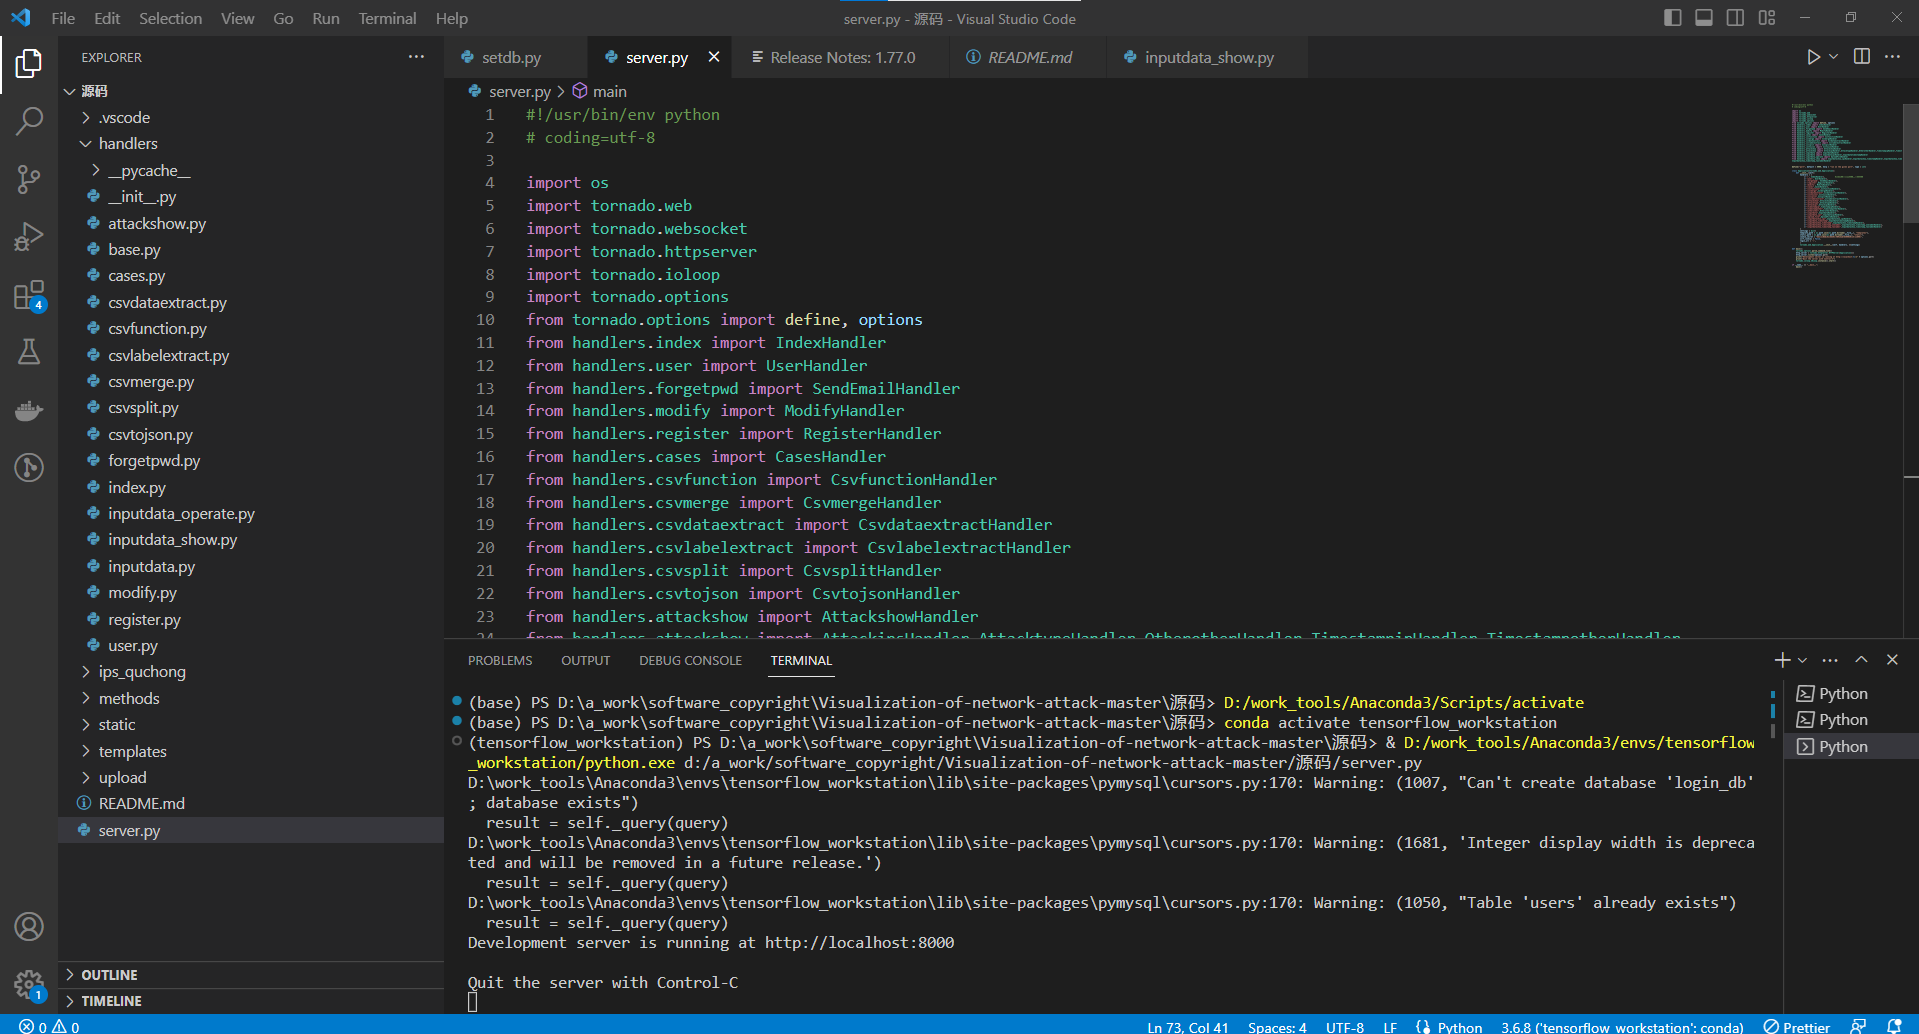 File Edit Selection View Go Run Terminal Help
server.py - 源码 - Visual Studio Code
EXPLORER
源码
.vscode
handlers
__pycache__
__init__.py
attackshow.py
base.py
cases.py
csvdataextract.py
csvfunction.py
csvlabelextract.py
csvmerge.py
csvsplit.py
csvtojson.py
forgetpwd.py
index.py
inputdata_operate.py
inputdata_show.py
inputdata.py
modify.py
register.py
user.py
ips_quchong
methods
static
templates
upload
README.md
server.py
OUTLINE
TIMELINE
4
1
setdb.py server.py Release Notes: 1.77.0 README.md inputdata_show.py
server.py > main
1 #!/usr/bin/env python
2 # coding=utf-8
3
4 import os
5 import tornado.web
6 import tornado.websocket
7 import tornado.httpserver
8 import tornado.ioloop
9 import tornado.options
10 from tornado.options import define, options
11 from handlers.index import IndexHandler
12 from handlers.user import UserHandler
13 from handlers.forgetpwd import SendEmailHandler
14 from handlers.modify import ModifyHandler
15 from handlers.register import RegisterHandler
16 from handlers.cases import CasesHandler
17 from handlers.csvfunction import CsvfunctionHandler
18 from handlers.csvmerge import CsvmergeHandler
19 from handlers.csvdataextract import CsvdataextractHandler
20 from handlers.csvlabelextract import CsvlabelextractHandler
21 from handlers.csvsplit import CsvsplitHandler
22 from handlers.csvtojson import CsvtojsonHandler
23 from handlers.attackshow import AttackshowHandler
24 from handlers.attackshow import AttackipsHandler,AttacktypeHandler,OtheretherHandler,TimestampipHandler,TimestampetherHandler
PROBLEMS OUTPUT DEBUG CONSOLE TERMINAL
(base) PS D:\a_work\software_copyright\Visualization-of-network-attack-master\源码> D:/work_tools/Anaconda3/Scripts/activate
(base) PS D:\a_work\software_copyright\Visualization-of-network-attack-master\源码> conda activate tensorflow_workstation
(tensorflow_workstation) PS D:\a_work\software_copyright\Visualization-of-network-attack-master\源码> & D:/work_tools/Anaconda3/envs/tensorflow
_workstation/python.exe d:/a_work/software_copyright/Visualization-of-network-attack-master/源码/server.py
D:\work_tools\Anaconda3\envs\tensorflow_workstation\lib\site-packages\pymysql\cursors.py:170: Warning: (1007, "Can't create database 'login_db'
; database exists")
result = self._query(query)
D:\work_tools\Anaconda3\envs\tensorflow_workstation\lib\site-packages\pymysql\cursors.py:170: Warning: (1681, 'Integer display width is depreca
ted and will be removed in a future release.')
result = self._query(query)
D:\work_tools\Anaconda3\envs\tensorflow_workstation\lib\site-packages\pymysql\cursors.py:170: Warning: (1050, "Table 'users' already exists")
result = self._query(query)
Development server is running at http://localhost:8000
Quit the server with Control-C
Python
Python
Python
0 0 Ln 73, Col 41 Spaces: 4 UTF-8 LF Python 3.6.8 ('tensorflow_workstation': conda) Prettier